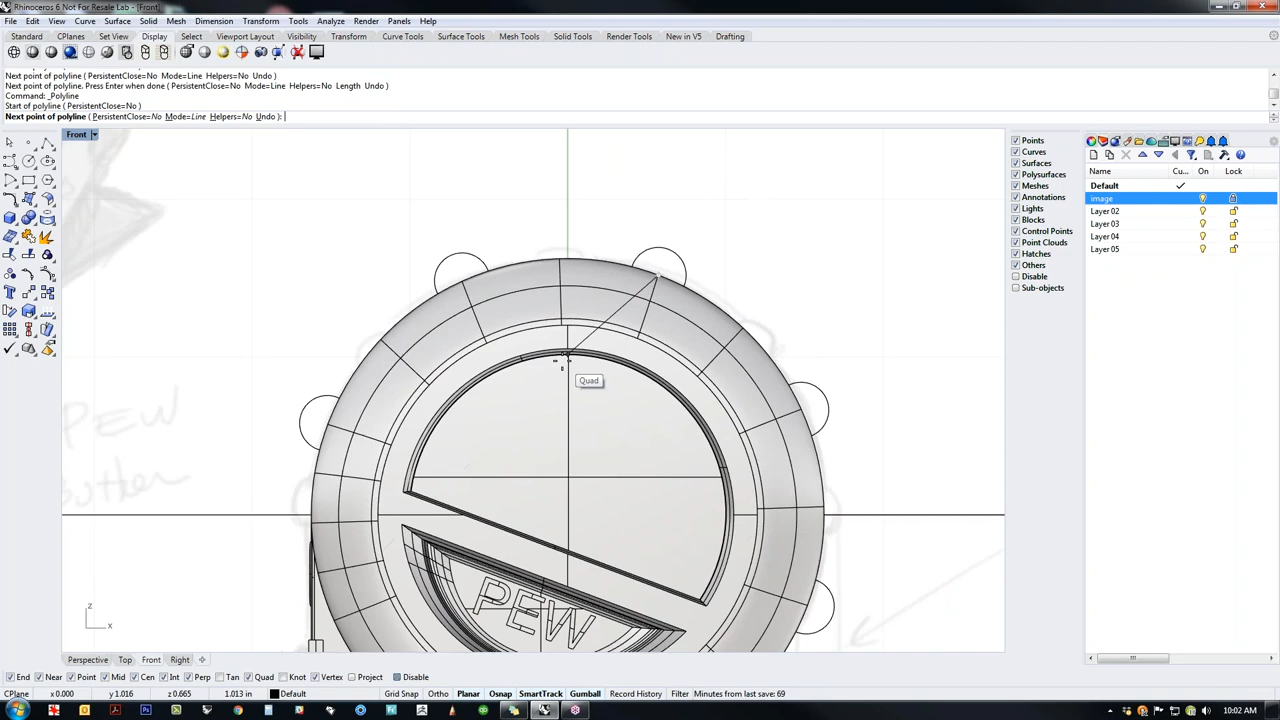 Rhinoceros 6 Not For Resale Lab - [Front]
File Edit View Curve Surface Solid Mesh Dimension Transform Tools Analyze Render Panels Help
Standard CPlanes Set View Display Select Viewport Layout Visibility Transform Curve Tools Surface Tools Mesh Tools Solid Tools Render Tools New in V5 Drafting
Next point of polyline ( PersistentClose=No Mode=Line Helpers=No Undo )
Next point of polyline. Press Enter when done ( PersistentClose=No Mode=Line Helpers=No Length Undo )
Command: _Polyline
Start of polyline ( PersistentClose=No )
Next point of polyline ( PersistentClose=No Mode=Line Helpers=No Undo ):
Front
Points
Curves
Surfaces
Polysurfaces
Meshes
Annotations
Lights
Blocks
Control Points
Point Clouds
Hatches
Others
Disable
Sub-objects
Name Cu... On Lock
Default
image
Layer 02
Layer 03
Layer 04
Layer 05
Quad
PEW
PEW
z
x
Perspective Top Front Right
End Near Point Mid Cen Int Perp Tan Quad Knot Vertex Project Disable
CPlane x 0.000 y 1.016 z 0.665 1.013 in Default Grid Snap Ortho Planar Osnap SmartTrack Gumball Record History Filter Minutes from last save: 69
10:02 AM